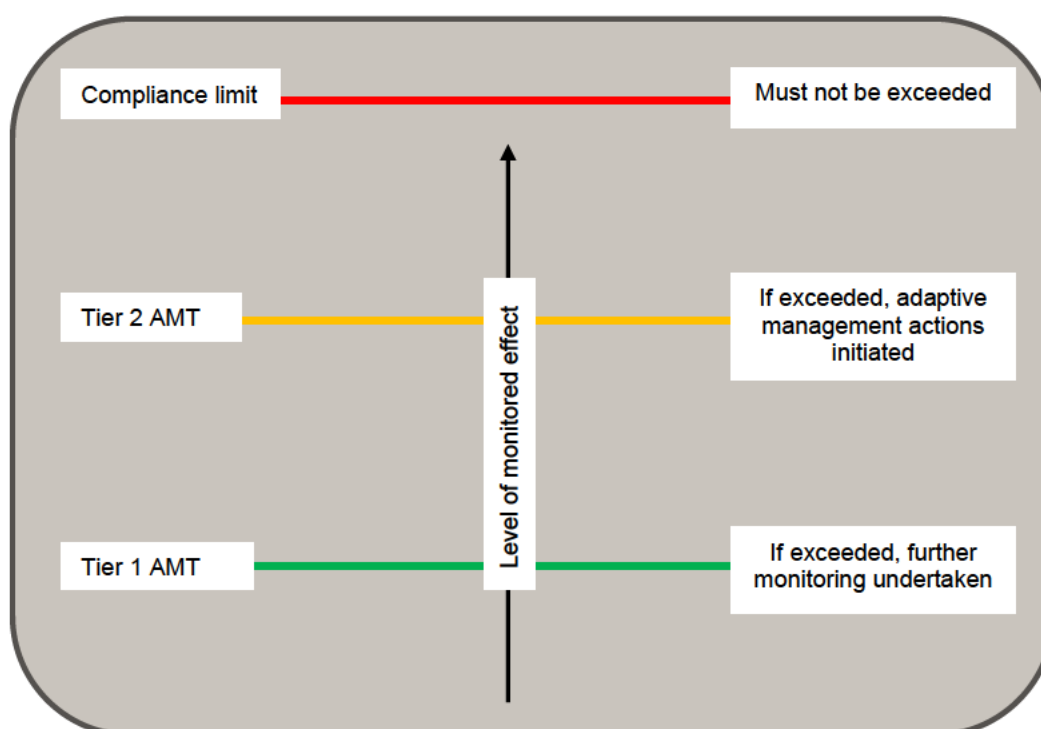 Compliance limit
Must not be exceeded
Tier 2 AMT
If exceeded, adaptive
management actions
initiated
Level of monitored effect
Tier 1 AMT
If exceeded, further
monitoring undertaken